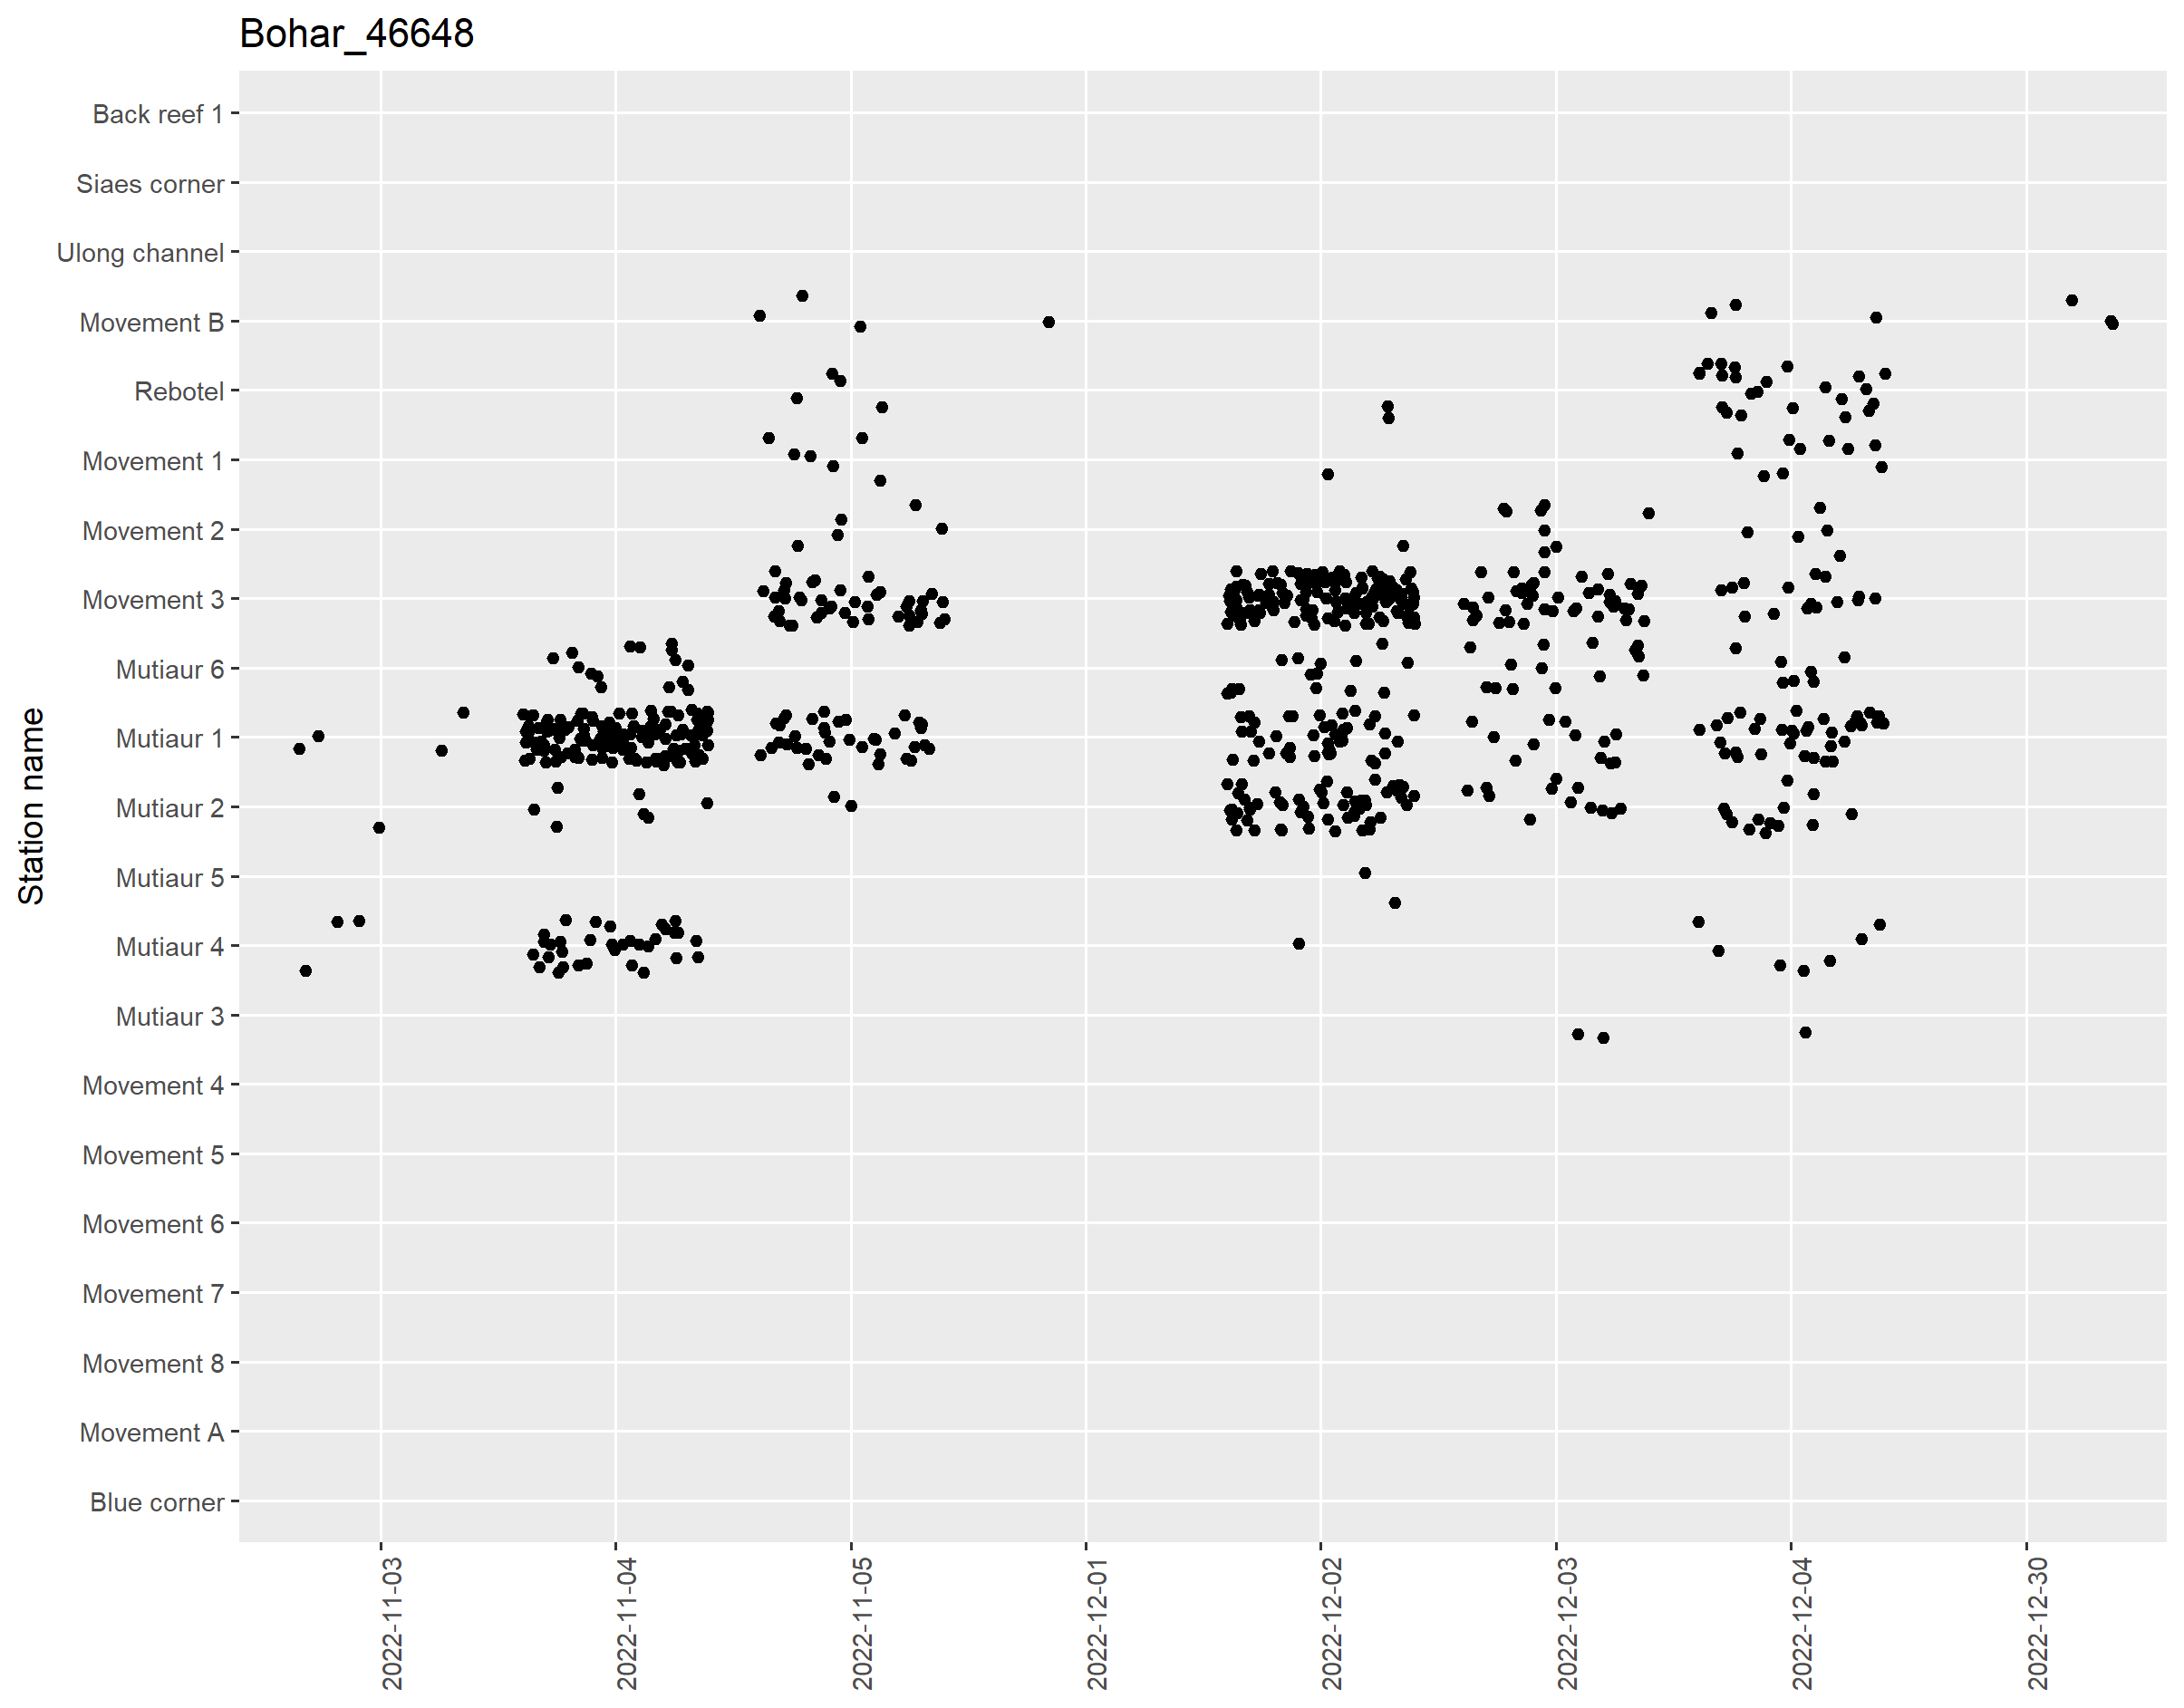 Bohar_46648
Back reef 1
Siaes corner
Ulong channel
Movement B
Rebotel
Movement 1
Movement 2
Movement 3
Mutiaur 6
Mutiaur 1
Mutiaur 2
Mutiaur 5
Mutiaur 4
Mutiaur 3
Movement 4
Movement 5
Movement 6
Movement 7
Movement 8
Movement A
Blue corner
Station name
2022-11-03
2022-11-04
2022-11-05
2022-12-01
2022-12-02
2022-12-03
2022-12-04
2022-12-30